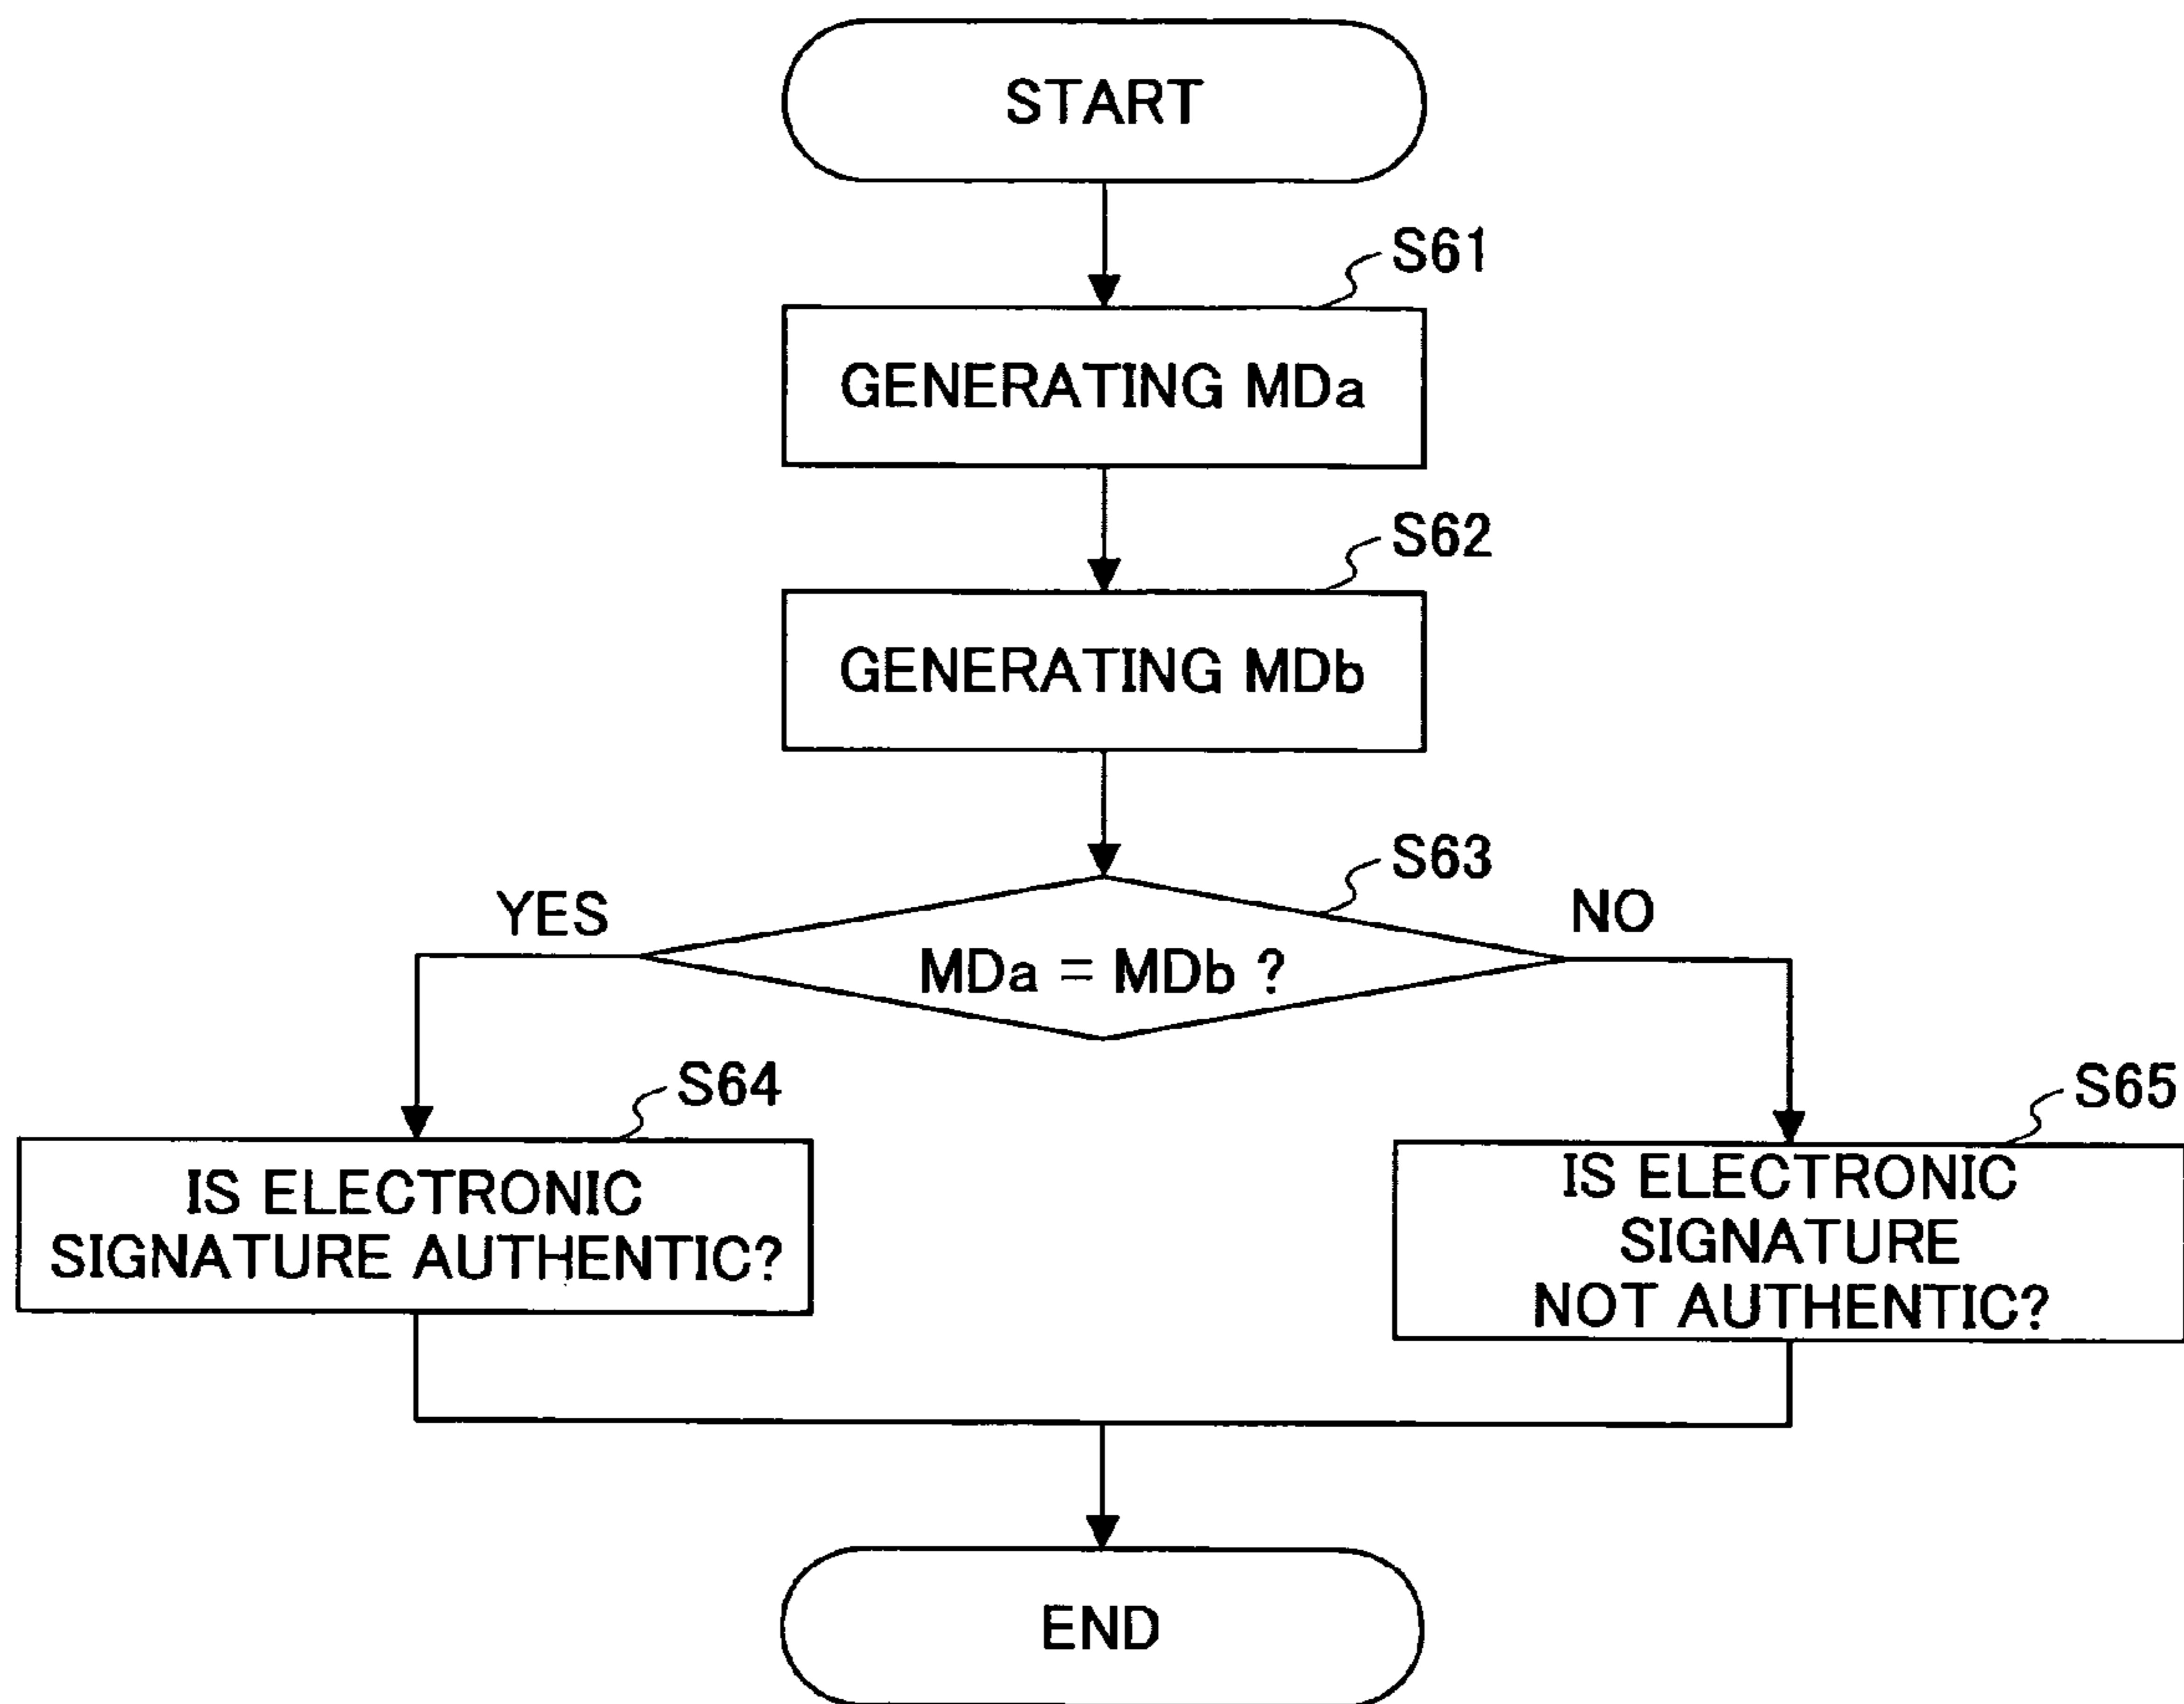 START
S61
GENERATING MDa
S62
GENERATING MDb
S63
YES
NO
MDa = MDb ?
S64
S65
IS ELECTRONIC
SIGNATURE AUTHENTIC?
IS ELECTRONIC
SIGNATURE
NOT AUTHENTIC?
END